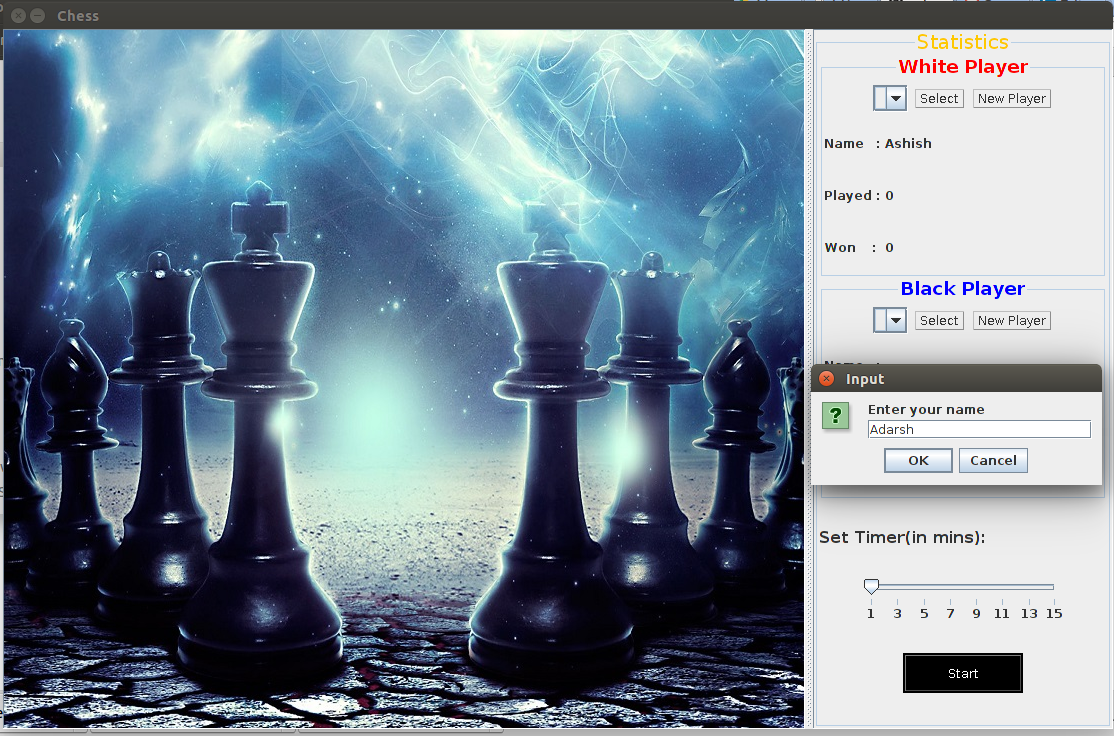 Chess
Statistics
White Player
Select New Player
Name : Ashish
Played : 0
Won : 0
Black Player
Select New Player
Input
?
Enter your name
Adarsh
OK Cancel
Set Timer(in mins):
1 3 5 7 9 11 13 15
Start